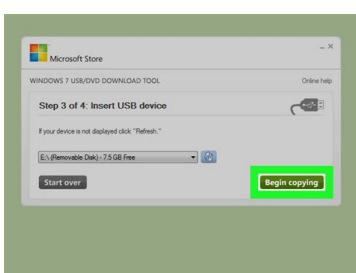 Microsoft Store
WINDOWS 7 USB/DVD DOWNLOAD TOOL
Online help
Step 3 of 4: Insert USB device
If your device is not displayed click "Refresh."
E:\ (Removable Disk) - 7.5 GB Free
Start over
Begin copying